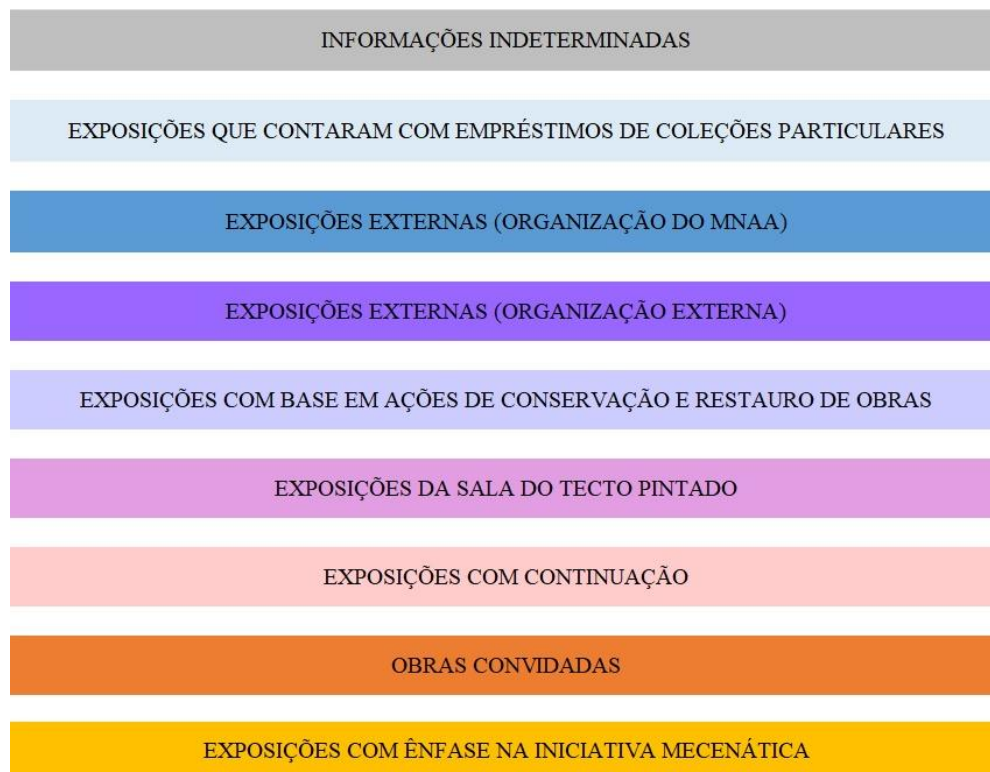 INFORMAÇÕES INDETERMINADAS
EXPOSIÇÕES QUE CONTARAM COM EMPRÉSTIMOS DE COLEÇÕES PARTICULARES
EXPOSIÇÕES EXTERNAS (ORGANIZAÇÃO DO MNAA)
EXPOSIÇÕES EXTERNAS (ORGANIZAÇÃO EXTERNA)
EXPOSIÇÕES COM BASE EM AÇÕES DE CONSERVAÇÃO E RESTAURO DE OBRAS
EXPOSIÇÕES DA SALA DO TECTO PINTADO
EXPOSIÇÕES COM CONTINUAÇÃO
OBRAS CONVIDADAS
EXPOSIÇÕES COM ÊNFASE NA INICIATIVA MECENÁTICA